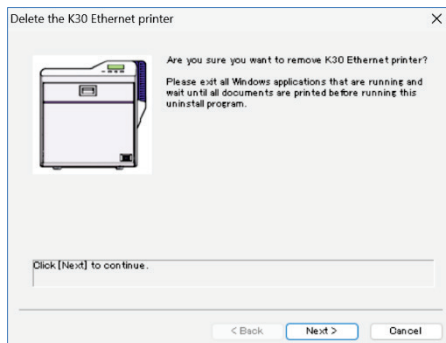 Delete the K30 Ethernet printer
Are you sure you want to remove K30 Ethernet printer?
Please exit all Windows applications that are running and
wait until all documents are printed before running this
uninstall program.
Click [Next] to continue.
< Back
Next >
Cancel